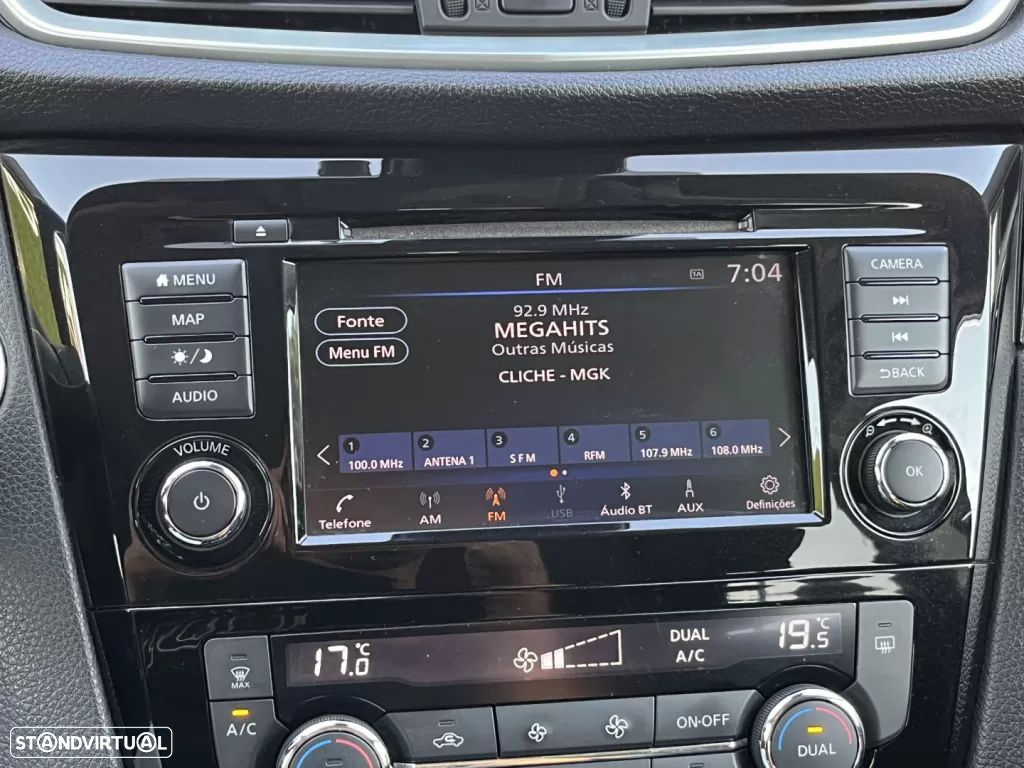 FM
TA
7:04
Fonte
Menu FM
92.9 MHz
MEGAHITS
Outras Músicas
CLICHE - MGK
1 2 3 4 5 6
100.0 MHz ANTENA 1 S F M RFM 107.9 MHz 108.0 MHz
Telefone AM FM USB Áudio BT AUX Definições
MENU
MAP
AUDIO
VOLUME
CAMERA
BACK
OK
17.0 °C
DUAL
A/C
19.5 °C
MAX
A/C
ON·OFF
DUAL
STANDVIRTUAL